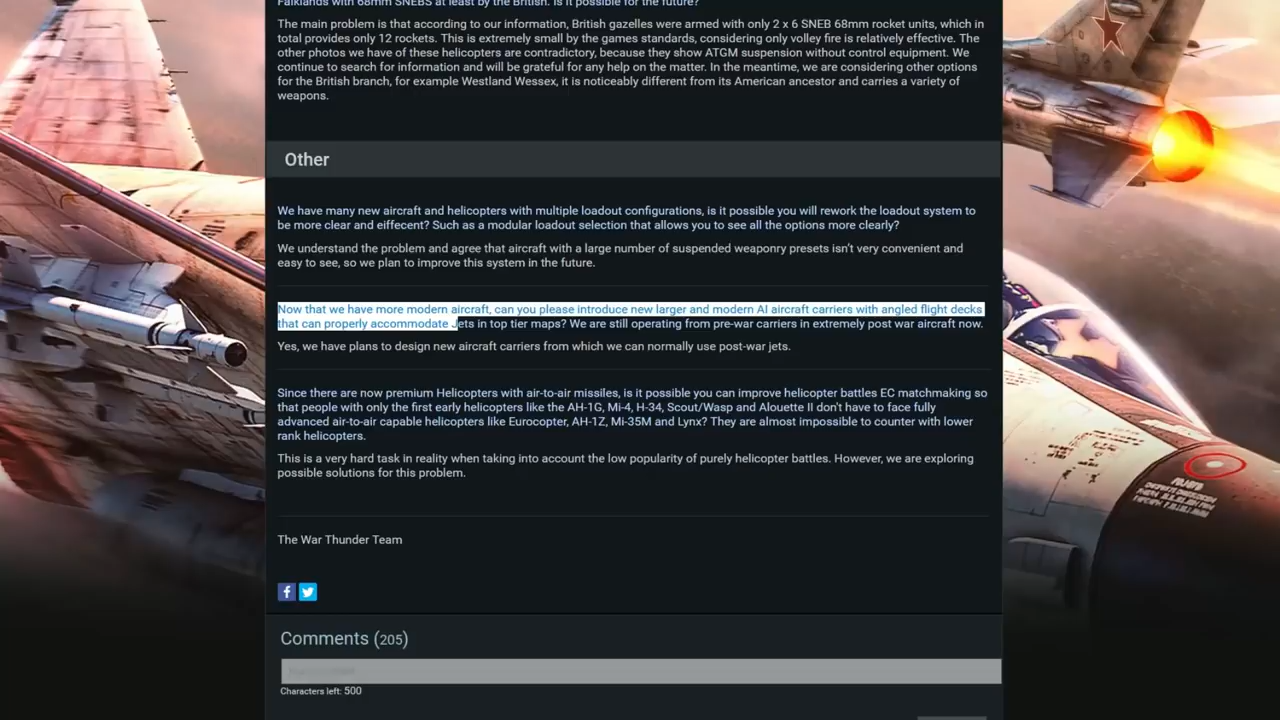 Falklands with 68mm SNEBS at least by the British. Is it possible for the future?
The main problem is that according to our information, British gazelles were armed with only 2 x 6 SNEB 68mm rocket units, which in
total provides only 12 rockets. This is extremely small by the games standards, considering only volley fire is relatively effective. The
other photos we have of these helicopters are contradictory, because they show ATGM suspension without control equipment. We
continue to search for information and will be grateful for any help on the matter. In the meantime, we are considering other options
for the British branch, for example Westland Wessex, it is noticeably different from its American ancestor and carries a variety of
weapons.
Other
We have many new aircraft and helicopters with multiple loadout configurations, is it possible you will rework the loadout system to
be more clear and eiffecent? Such as a modular loadout selection that allows you to see all the options more clearly?
We understand the problem and agree that aircraft with a large number of suspended weaponry presets isn't very convenient and
easy to see, so we plan to improve this system in the future.
Now that we have more modern aircraft, can you please introduce new larger and modern AI aircraft carriers with angled flight decks
that can properly accommodate jets in top tier maps? We are still operating from pre-war carriers in extremely post war aircraft now.
Yes, we have plans to design new aircraft carriers from which we can normally use post-war jets.
Since there are now premium Helicopters with air-to-air missiles, is it possible you can improve helicopter battles EC matchmaking so
that people with only the first early helicopters like the AH-1G, Mi-4, H-34, Scout/Wasp and Alouette II don't have to face fully
advanced air-to-air capable helicopters like Eurocopter, AH-1Z, Mi-35M and Lynx? They are almost impossible to counter with lower
rank helicopters.
This is a very hard task in reality when taking into account the low popularity of purely helicopter battles. However, we are exploring
possible solutions for this problem.
The War Thunder Team
Comments (205)
Characters left: 500